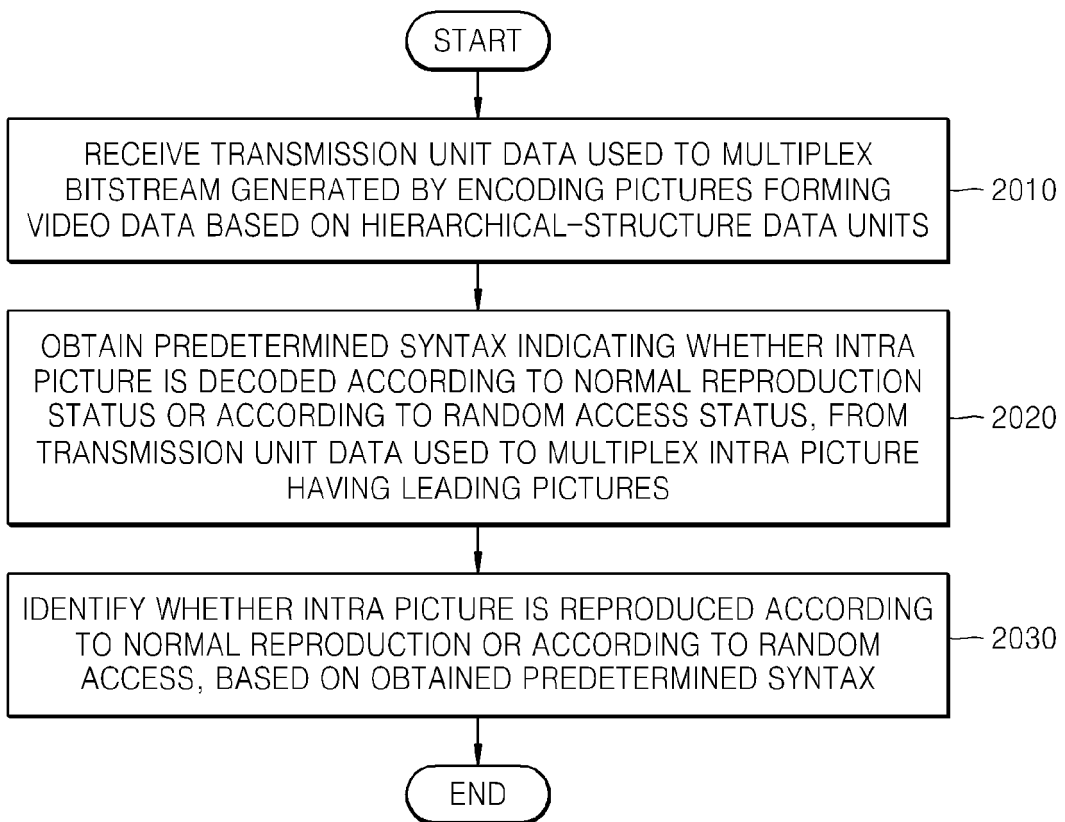 START
RECEIVE TRANSMISSION UNIT DATA USED TO MULTIPLEX
BITSTREAM GENERATED BY ENCODING PICTURES FORMING
VIDEO DATA BASED ON HIERARCHICAL-STRUCTURE DATA UNITS
2010
OBTAIN PREDETERMINED SYNTAX INDICATING WHETHER INTRA
PICTURE IS DECODED ACCORDING TO NORMAL REPRODUCTION
STATUS OR ACCORDING TO RANDOM ACCESS STATUS, FROM
TRANSMISSION UNIT DATA USED TO MULTIPLEX INTRA PICTURE
HAVING LEADING PICTURES
2020
IDENTIFY WHETHER INTRA PICTURE IS REPRODUCED ACCORDING
TO NORMAL REPRODUCTION OR ACCORDING TO RANDOM
ACCESS, BASED ON OBTAINED PREDETERMINED SYNTAX
2030
END